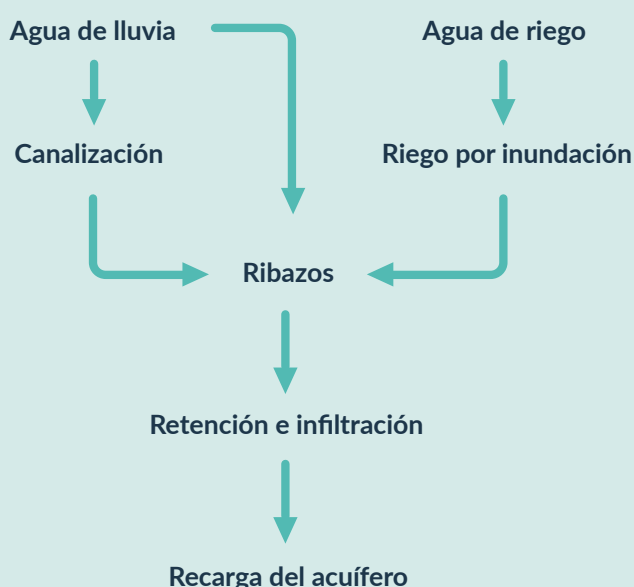 Agua de lluvia
Agua de riego
Canalización
Riego por inundación
Ribazos
Retención e infiltración
Recarga del acuífero